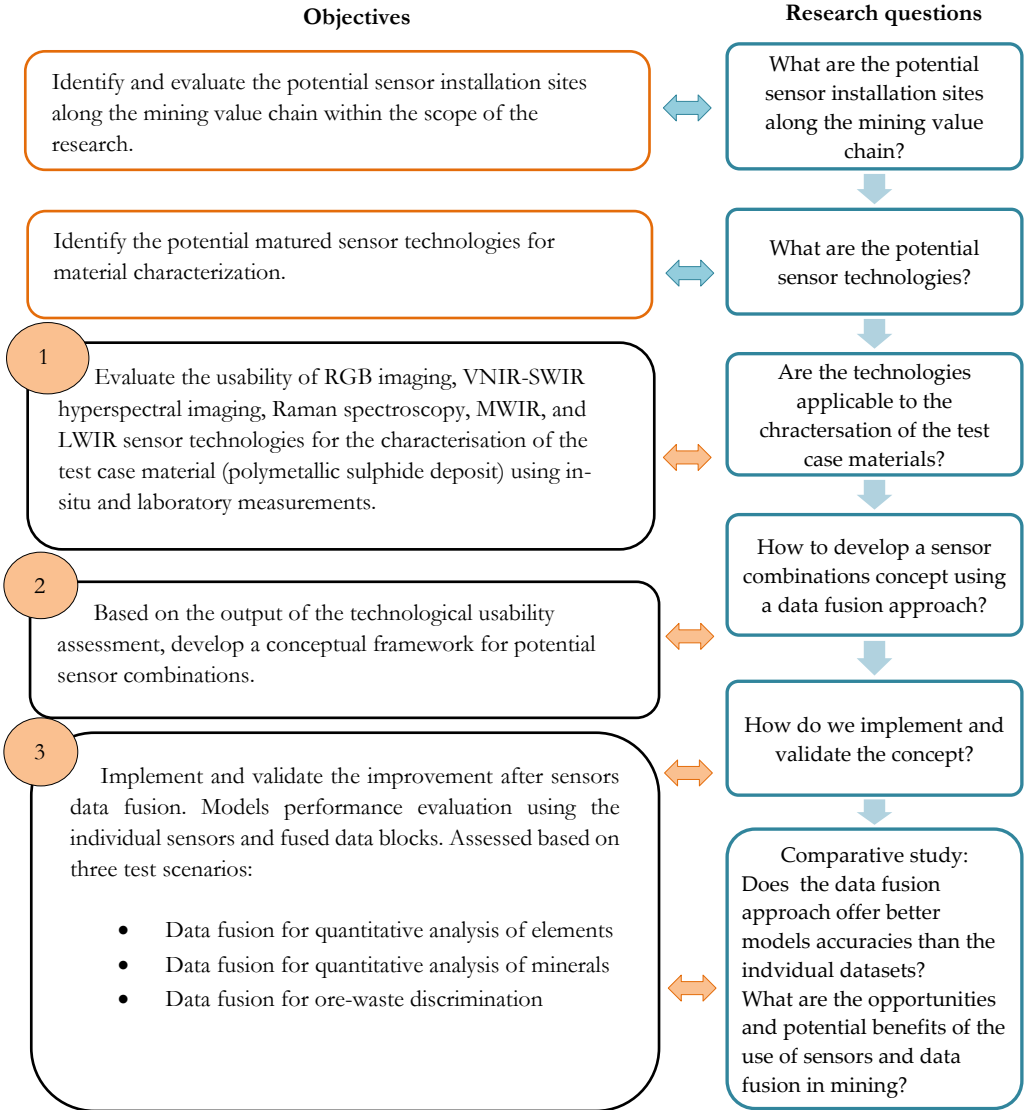 Objectives
Research questions
Identify and evaluate the potential sensor installation sites
along the mining value chain within the scope of the
research.
What are the potential
sensor installation sites
along the mining value
chain?
Identify the potential matured sensor technologies for
material characterization.
What are the potential
sensor technologies?
1
Evaluate the usability of RGB imaging, VNIR-SWIR
hyperspectral imaging, Raman spectroscopy, MWIR, and
LWIR sensor technologies for the characterisation of the
test case material (polymetallic sulphide deposit) using in-
situ and laboratory measurements.
Are the technologies
applicable to the
chractersation of the test
case materials?
2
Based on the output of the technological usability
assessment, develop a conceptual framework for potential
sensor combinations.
How to develop a sensor
combinations concept using
a data fusion approach?
3
Implement and validate the improvement after sensors
data fusion. Models performance evaluation using the
individual sensors and fused data blocks. Assessed based on
three test scenarios:
• Data fusion for quantitative analysis of elements
• Data fusion for quantitative analysis of minerals
• Data fusion for ore-waste discrimination
How do we implement and
validate the concept?
Comparative study:
Does the data fusion
approach offer better
models accuracies than the
indvidual datasets?
What are the opportunities
and potential benefits of the
use of sensors and data
fusion in mining?